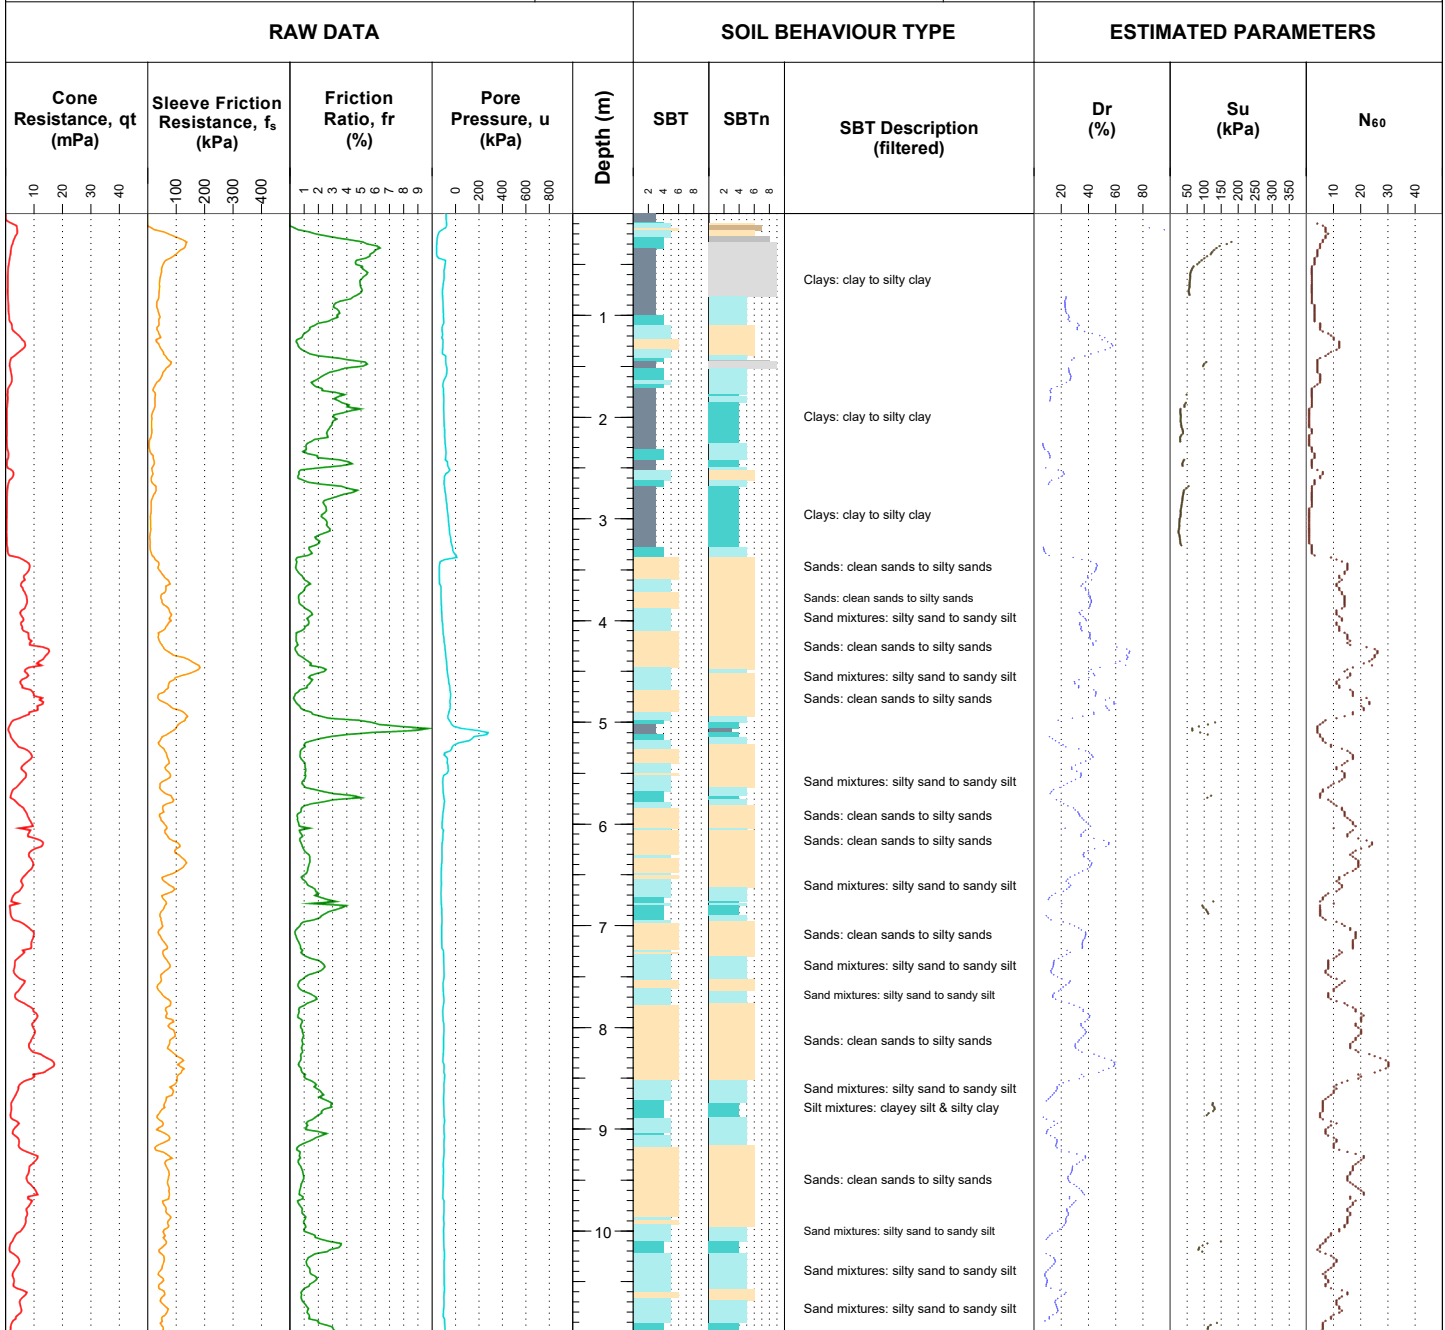 RAW DATA
SOIL BEHAVIOUR TYPE
ESTIMATED PARAMETERS
Cone
Resistance, qt
(mPa)
Sleeve Friction
Resistance, fs
(kPa)
Friction
Ratio, fr
(%)
Pore
Pressure, u
(kPa)
Depth (m)
SBT
SBTn
SBT Description
(filtered)
Dr
(%)
Su
(kPa)
N60
10 20 30 40
100 200 300 400
1 2 3 4 5 6 7 8 9
0 200 400 600 800
2 4 6 8
2 4 6 8
20 40 60 80
50 100 150 200 250 300 350
10 20 30 40
Clays: clay to silty clay
1
2
Clays: clay to silty clay
3
Clays: clay to silty clay
Sands: clean sands to silty sands
Sands: clean sands to silty sands
4
Sand mixtures: silty sand to sandy silt
Sands: clean sands to silty sands
Sand mixtures: silty sand to sandy silt
Sands: clean sands to silty sands
5
Sand mixtures: silty sand to sandy silt
Sands: clean sands to silty sands
6
Sands: clean sands to silty sands
Sand mixtures: silty sand to sandy silt
7
Sands: clean sands to silty sands
Sand mixtures: silty sand to sandy silt
Sand mixtures: silty sand to sandy silt
8
Sands: clean sands to silty sands
Sand mixtures: silty sand to sandy silt
Silt mixtures: clayey silt & silty clay
9
Sands: clean sands to silty sands
10
Sand mixtures: silty sand to sandy silt
Sand mixtures: silty sand to sandy silt
Sand mixtures: silty sand to sandy silt